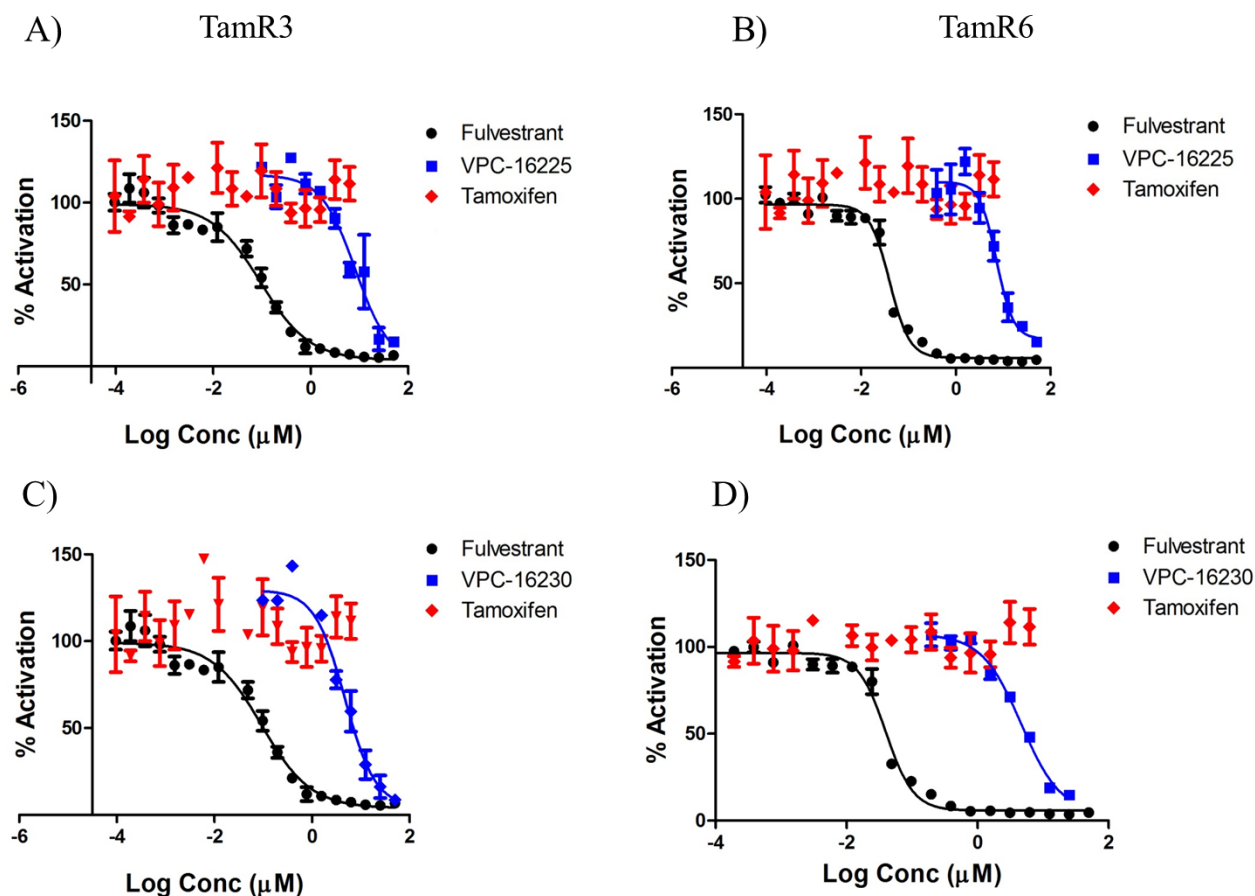 A) TamR3
B) TamR6
150
100
50
% Activation
-6 -4 -2 0 2
Log Conc (μM)
Fulvestrant
VPC-16225
Tamoxifen
150
100
50
% Activation
-6 -4 -2 0 2
Log Conc (μM)
Fulvestrant
VPC-16225
Tamoxifen
C)
D)
150
100
50
% Activation
-6 -4 -2 0 2
Log Conc (μM)
Fulvestrant
VPC-16230
Tamoxifen
150
100
50
0
% Activation
-4 -2 0 2
Log Conc (μM)
Fulvestrant
VPC-16230
Tamoxifen